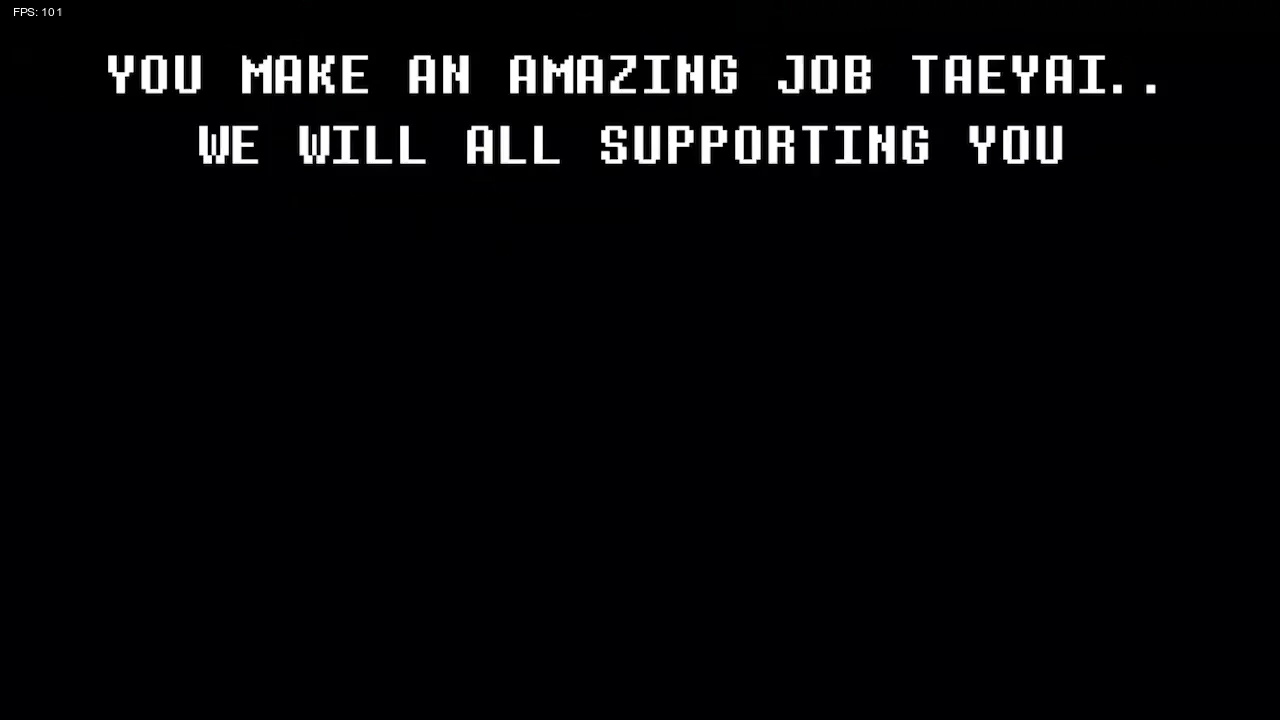 FPS: 101
YOU MAKE AN AMAZING JOB TAEYAI..
WE WILL ALL SUPPORTING YOU